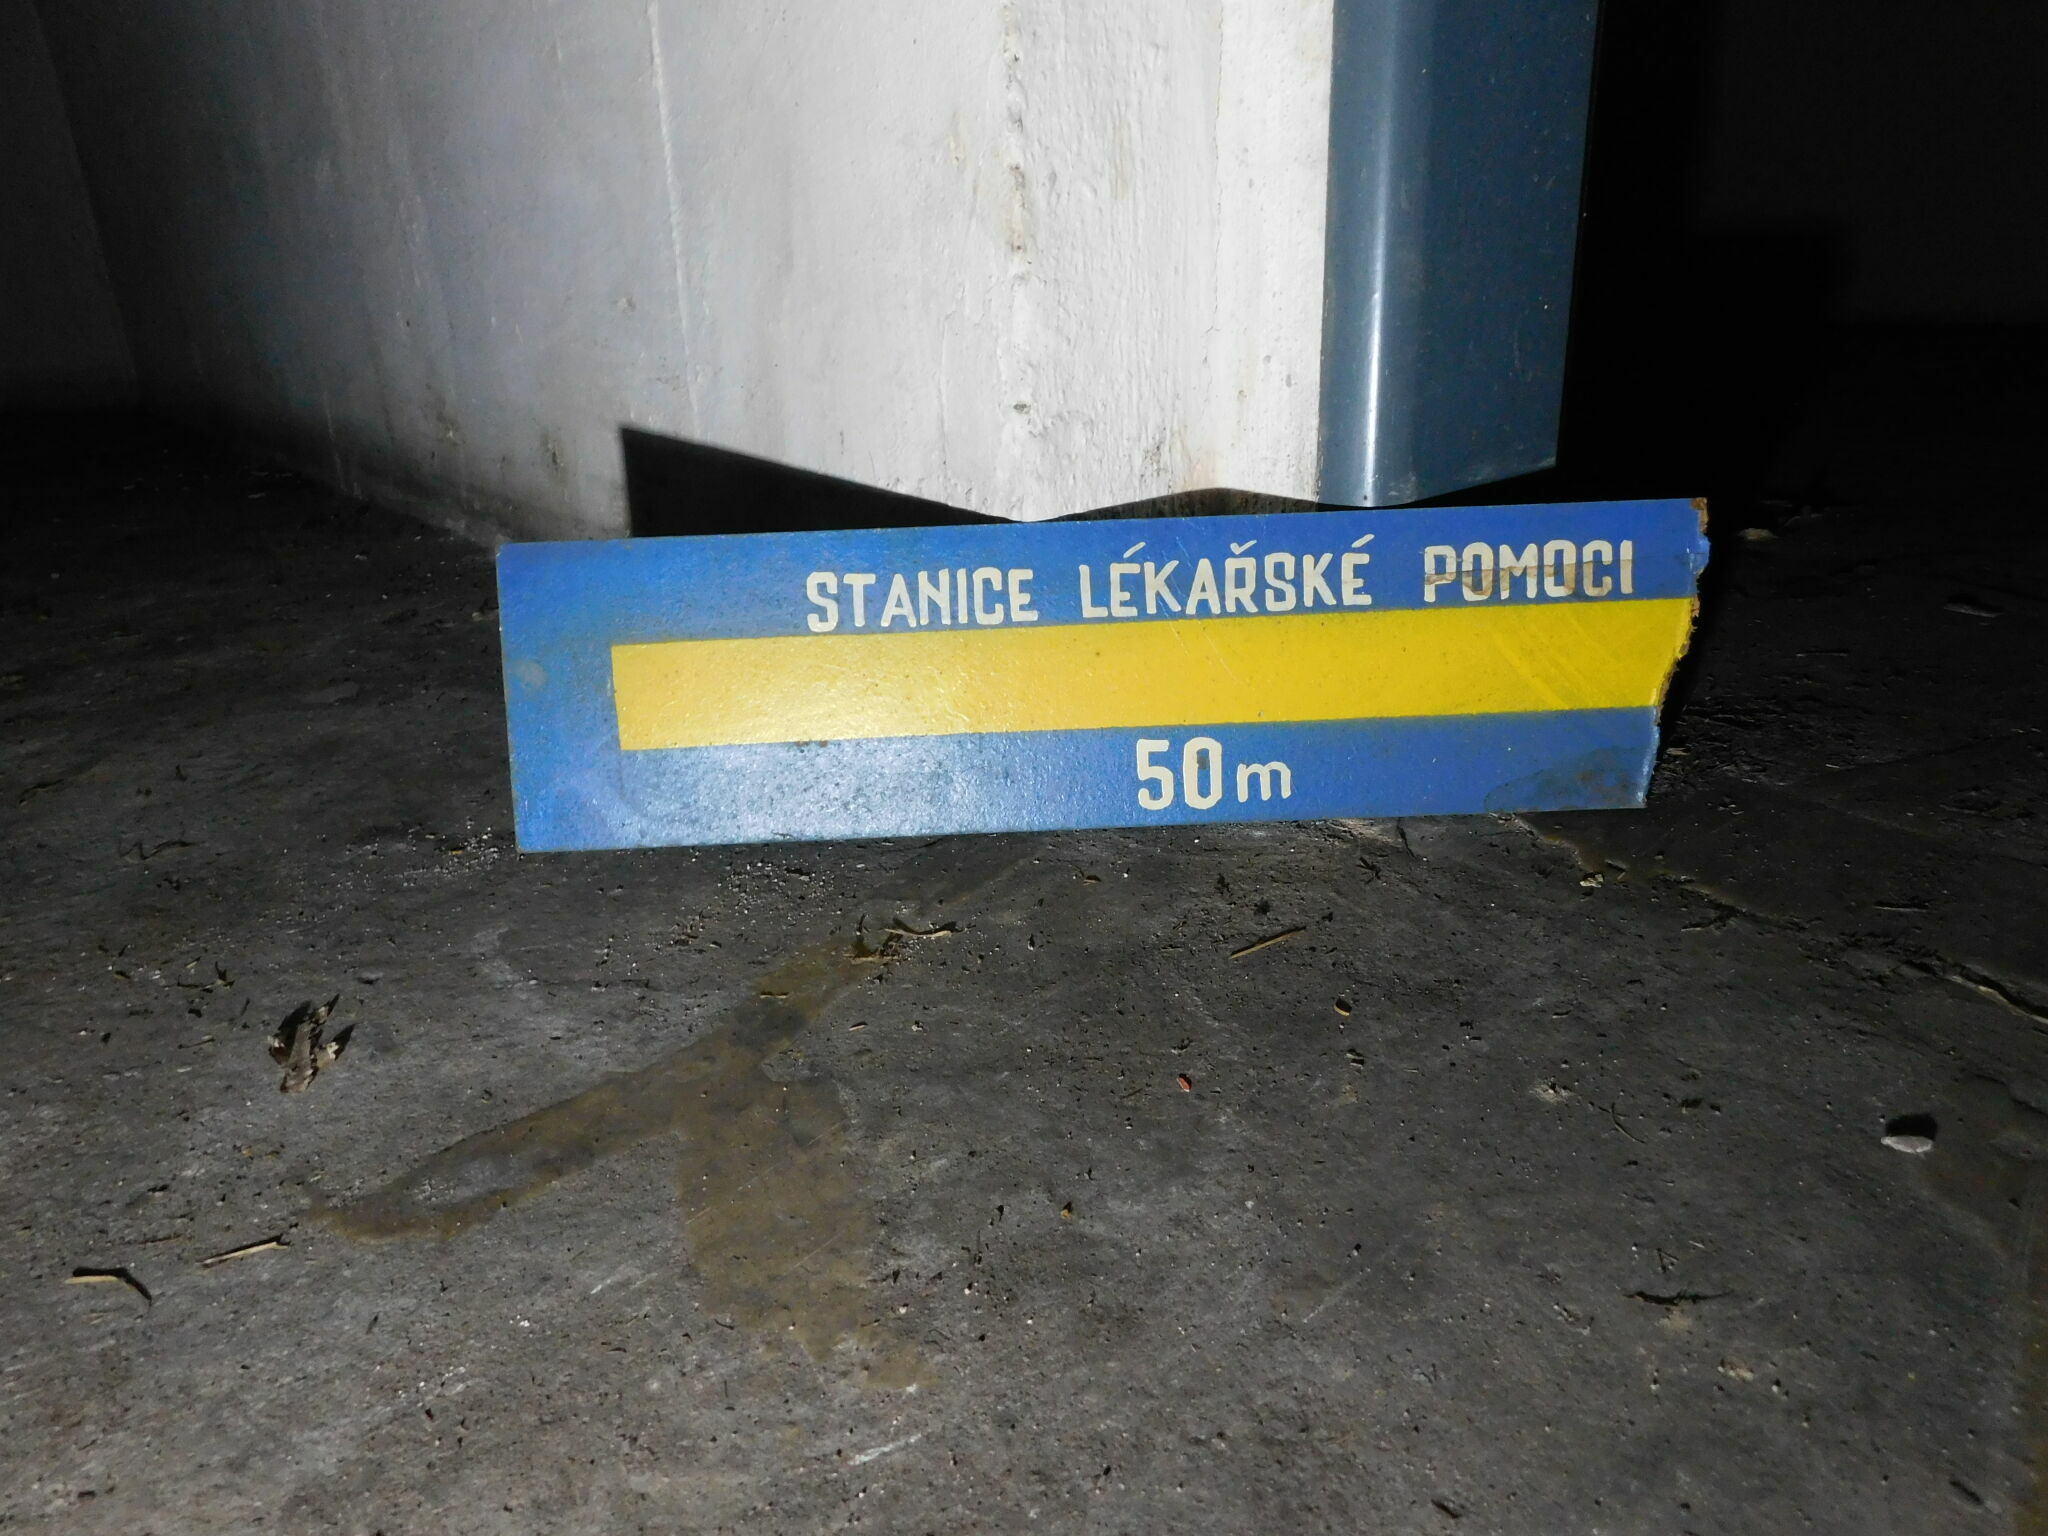 STANICE LÉKAŘSKÉ POMOCI
50m